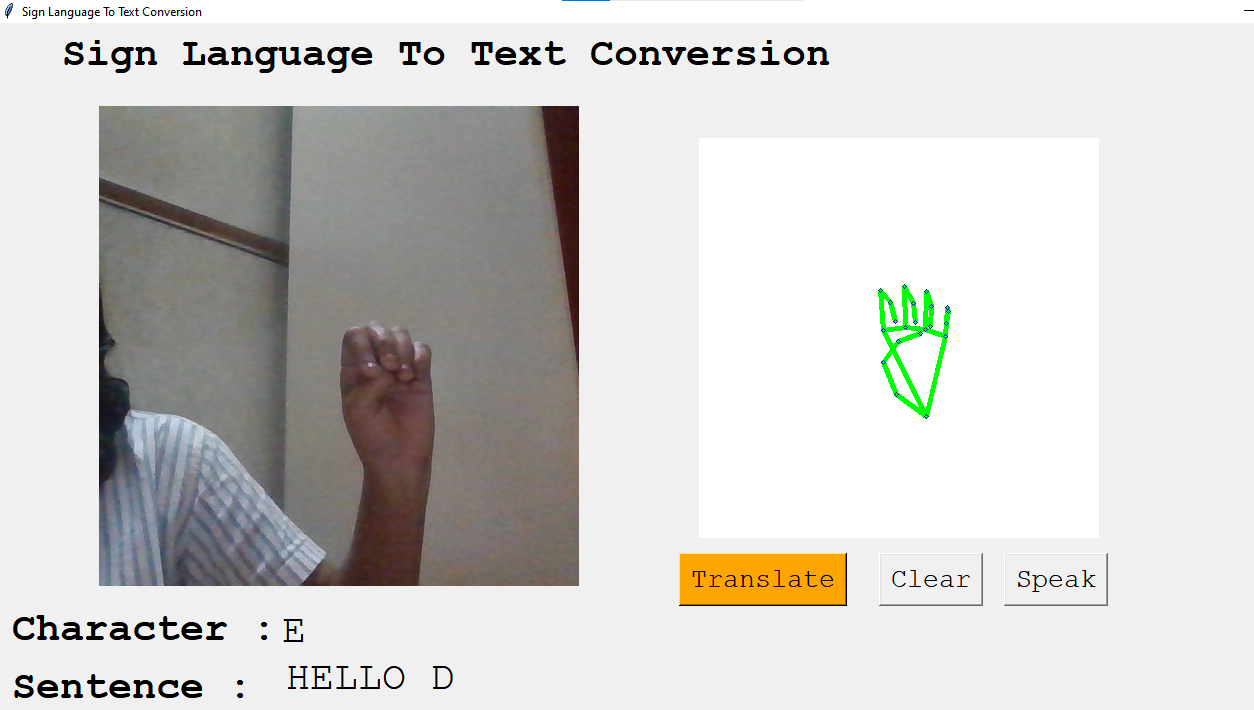 Sign Language To Text Conversion
Sign Language To Text Conversion
Translate
Clear
Speak
Character : E
Sentence : HELLO D